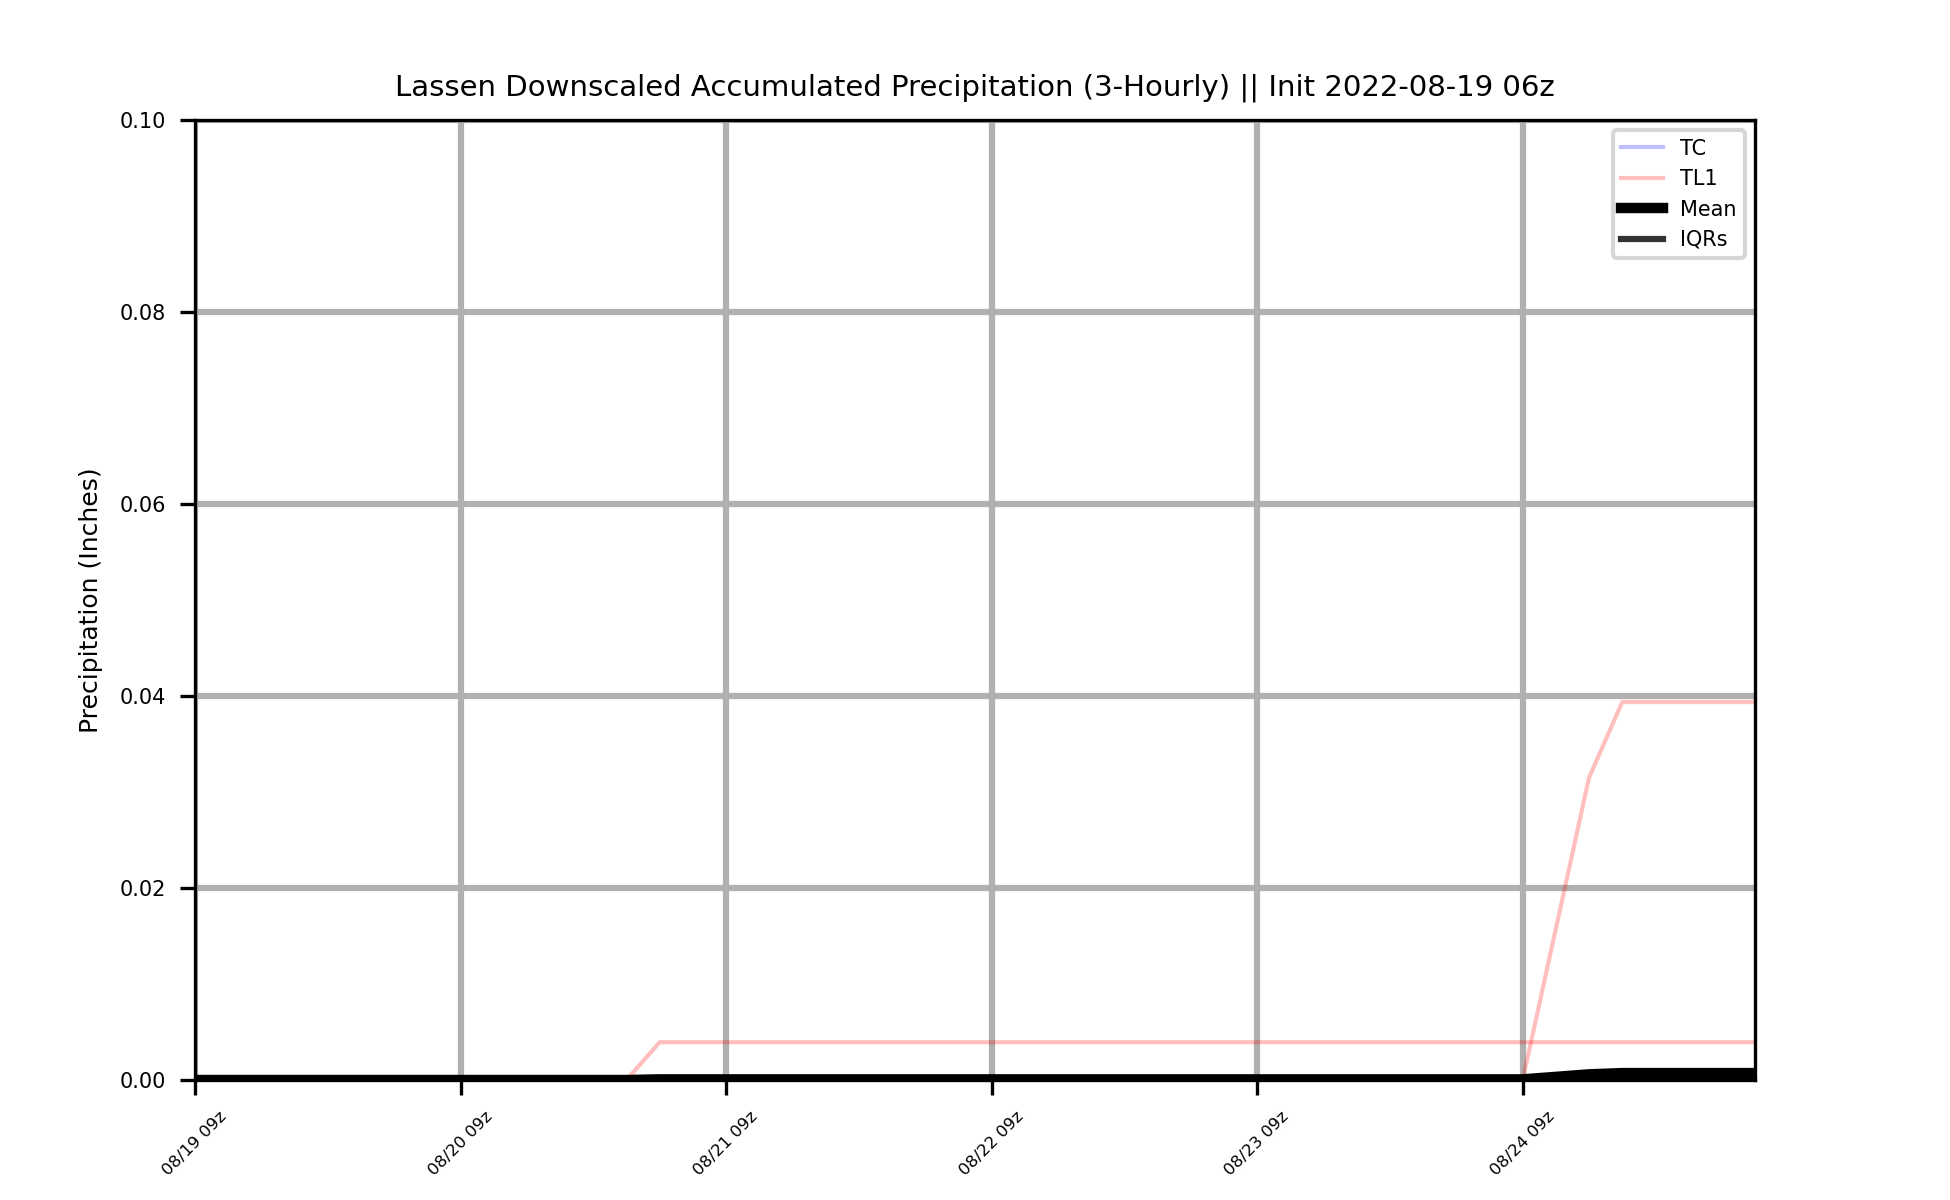 Lassen Downscaled Accumulated Precipitation (3-Hourly) || Init 2022-08-19 06z
0.10
0.08
0.06
0.04
0.02
0.00
Precipitation (Inches)
TC
TL1
Mean
IQRs
08/19 09z
08/20 09z
08/21 09z
08/22 09z
08/23 09z
08/24 09z